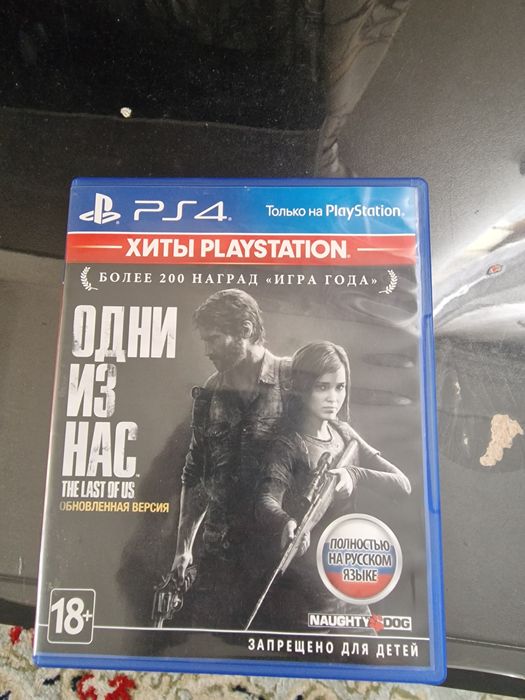 PS4
Только на PlayStation®
ХИТЫ PLAYSTATION®
БОЛЕЕ 200 НАГРАД «ИГРА ГОДА»
ОДНИ
ИЗ
НАС
THE LAST OF US
ОБНОВЛЕННАЯ ВЕРСИЯ
ПОЛНОСТЬЮ
НА РУССКОМ
ЯЗЫКЕ
18+
NAUGHTY DOG
ЗАПРЕЩЕНО ДЛЯ ДЕТЕЙ